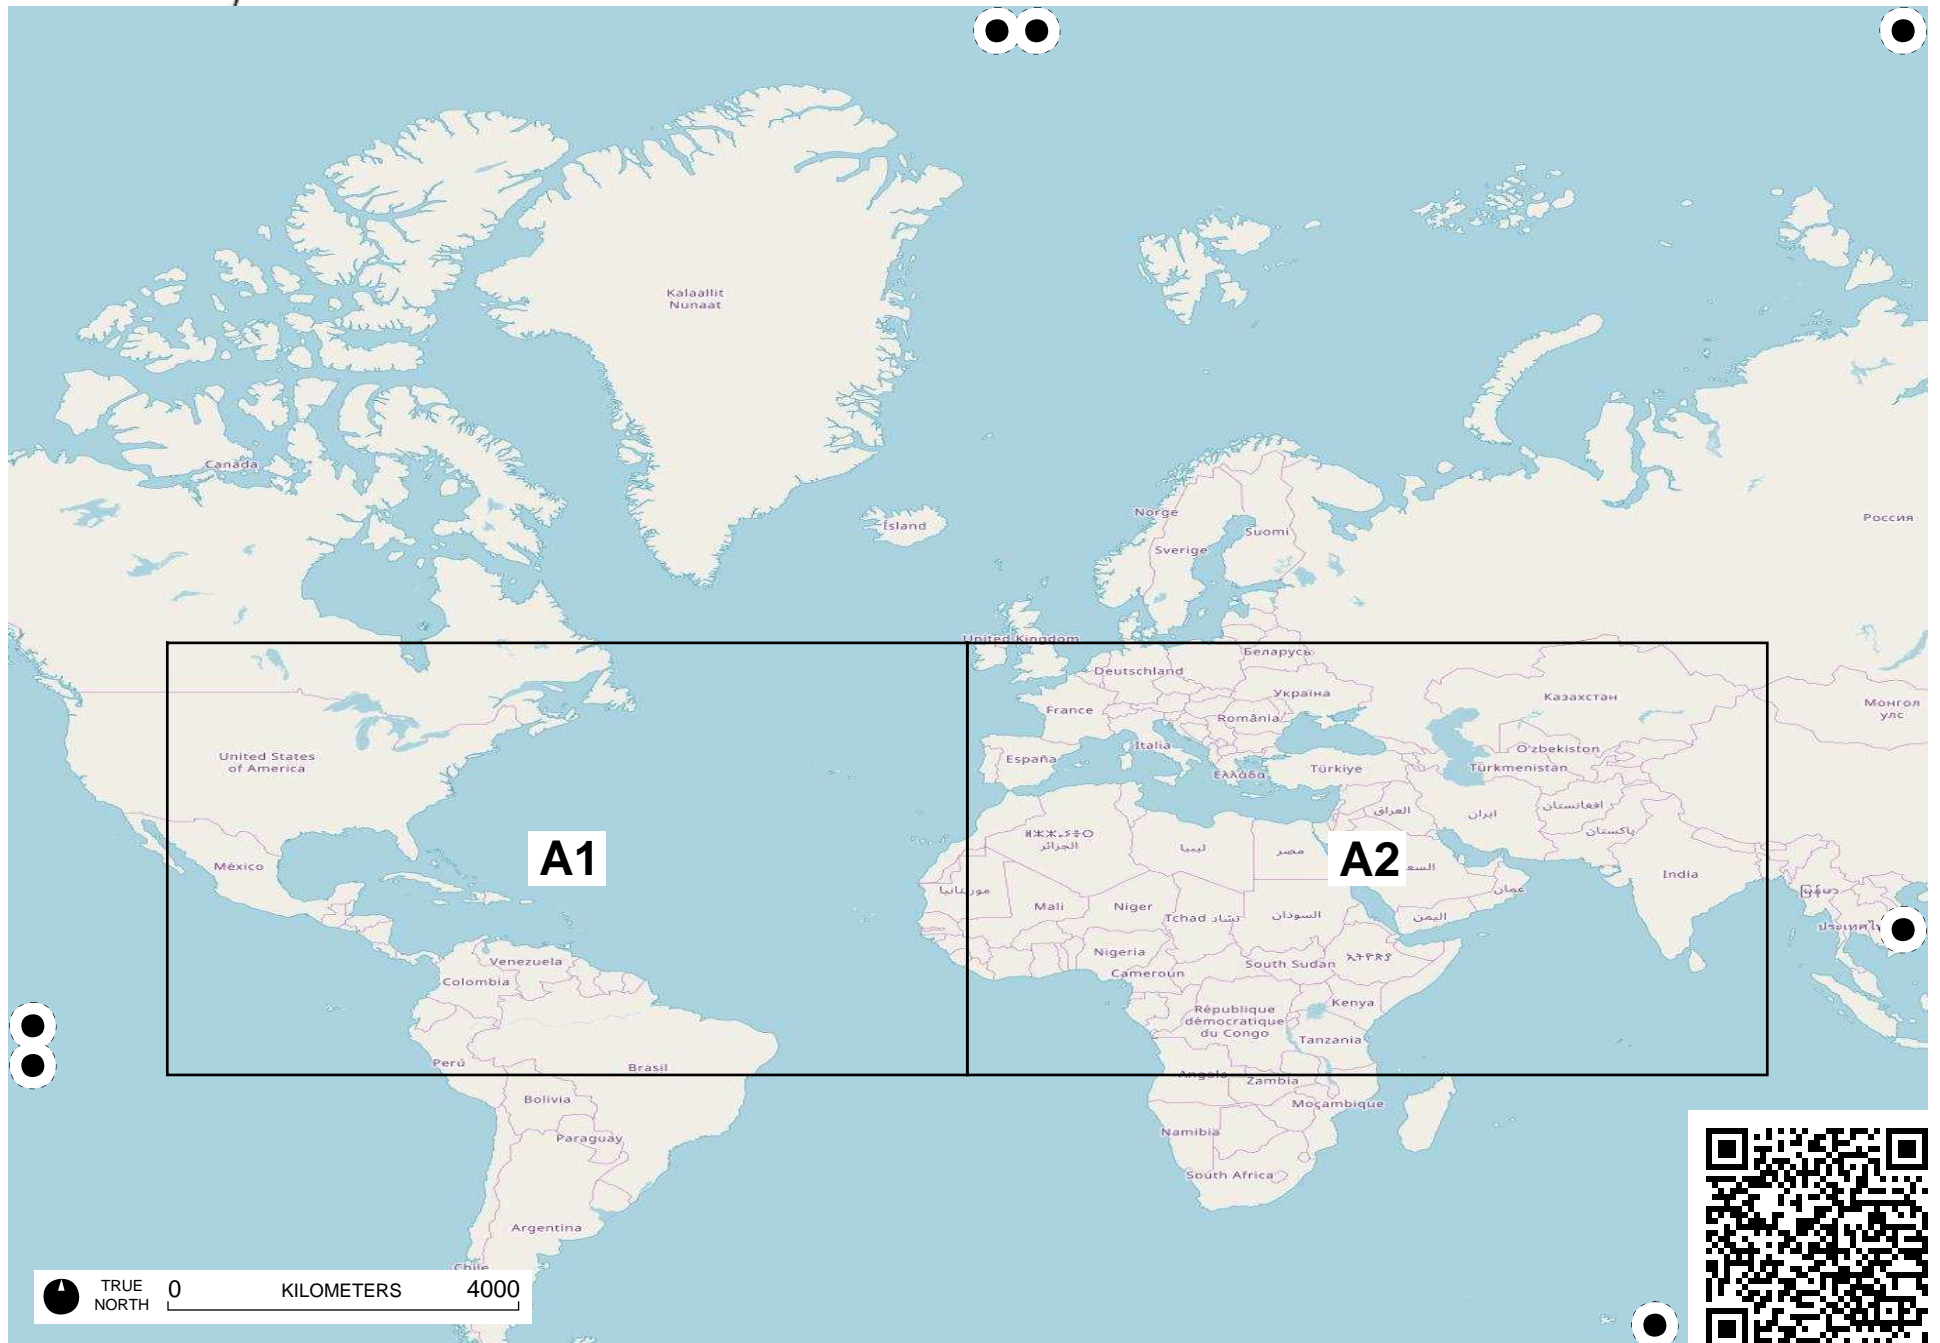 Kalaallit
Nunaat
Canada
Ísland
Norge
Suomi
Sverige
Россия
United Kingdom
Беларусь
Deutschland
Україна
Казахстан
France
Монгол
улс
România
Italia
O'zbekiston
España
Ελλάδα
Türkiye
Türkmenistan
United States
of America
افغانستان
العراق
ایران
پاکستان
ⵍⵣⵣⴰⵢⴻⵔ
الجزائر
ليبيا
مصر
A1
A2
السع
México
India
موريتانيا
عمان
Mali
Niger
Tchad تشاد
السودان
اليمن
Nigeria
South Sudan
ኢትዮጵያ
Venezuela
Cameroun
Colombia
Kenya
République
démocratique
du Congo
Tanzania
Perú
Brasil
Angola
Zambia
Bolivia
Moçambique
Paraguay
Namibia
South Africa
Argentina
Chile
TRUE
NORTH
0 KILOMETERS 4000